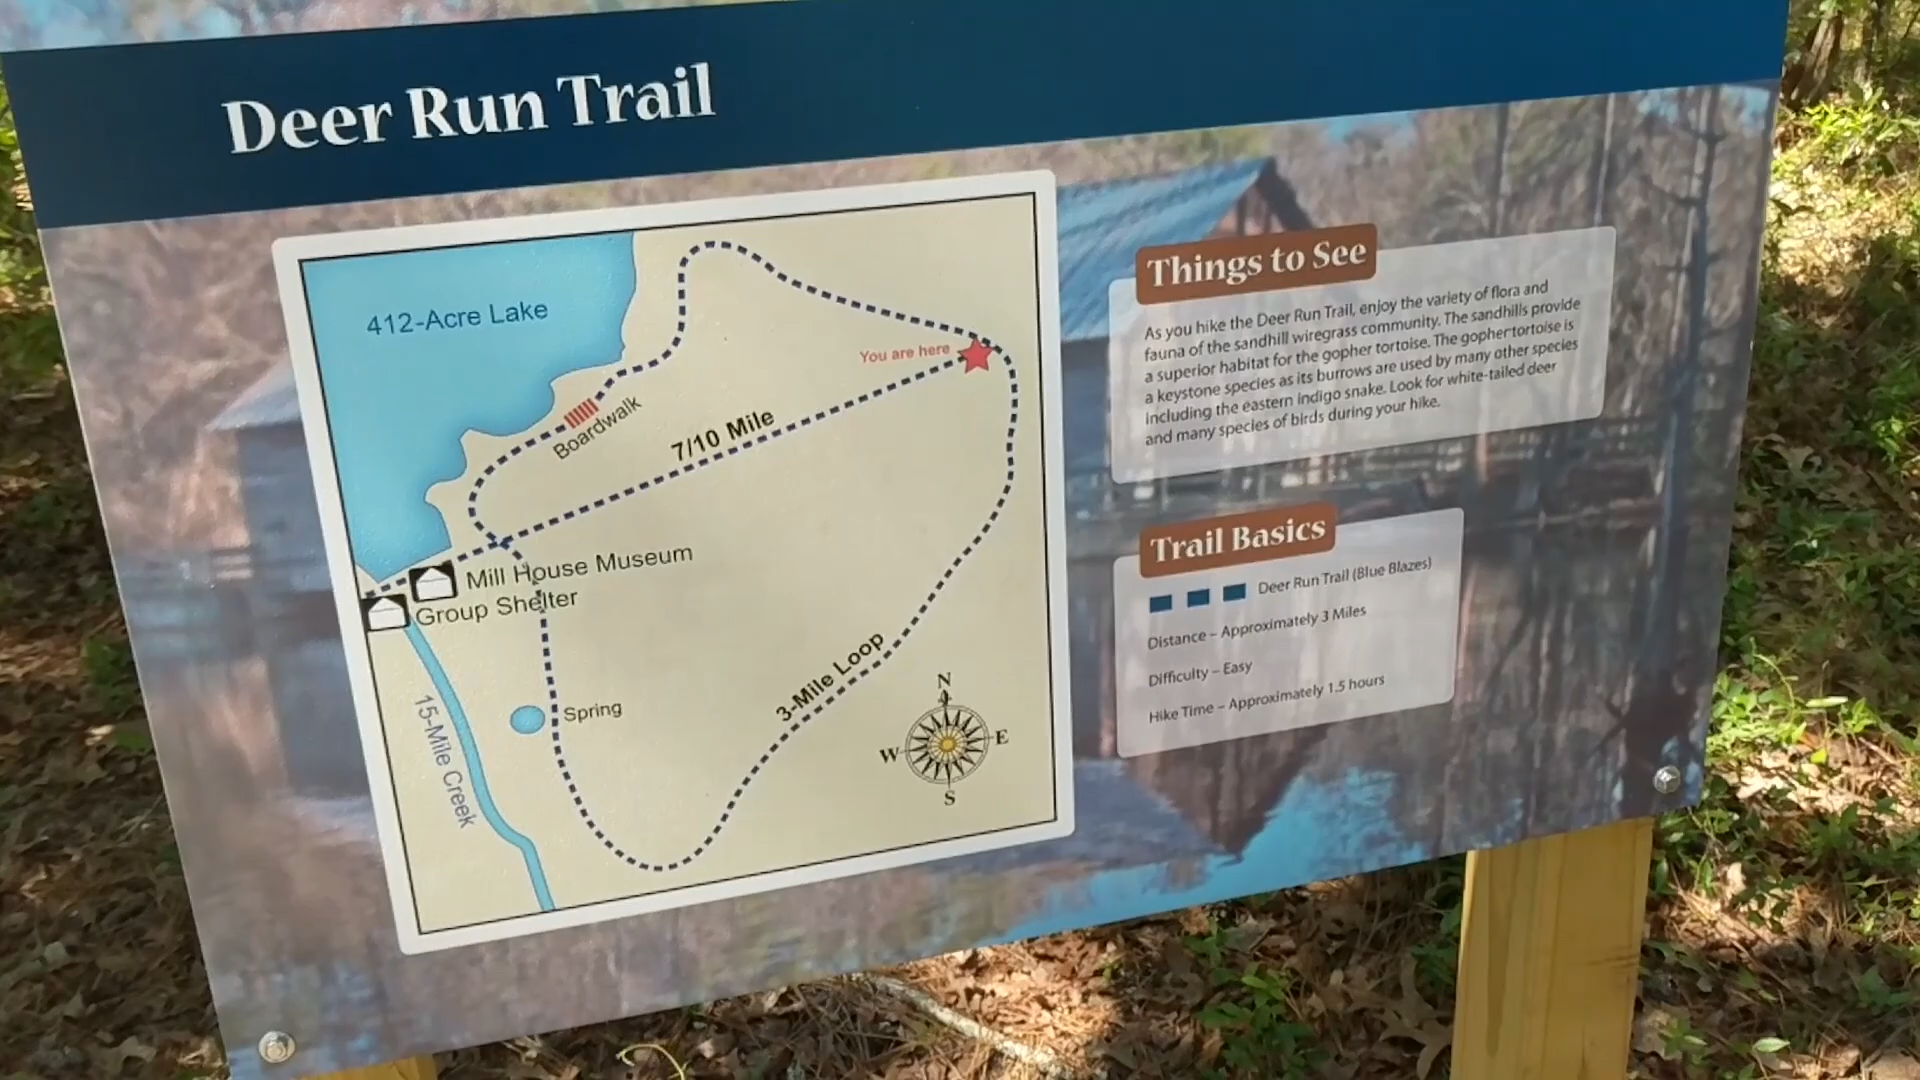 Deer Run Trail
412-Acre Lake
You are here
Boardwalk
7/10 Mile
Mill House Museum
Group Shelter
15-Mile Creek
Spring
3-Mile Loop
N
W
E
S
Things to See
As you hike the Deer Run Trail, enjoy the variety of flora and
fauna of the sandhill wiregrass community. The sandhills provide
a superior habitat for the gopher tortoise. The gopher tortoise is
a keystone species as its burrows are used by many other species
including the eastern indigo snake. Look for white-tailed deer
and many species of birds during your hike.
Trail Basics
Deer Run Trail (Blue Blazes)
Distance – Approximately 3 Miles
Difficulty – Easy
Hike Time – Approximately 1.5 hours